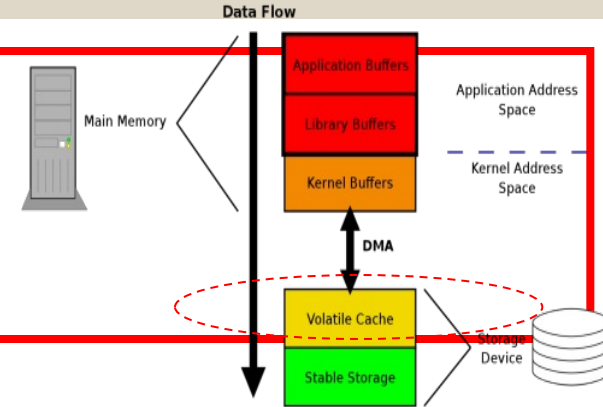 Data Flow
Application Buffers
Main Memory
Library Buffers
Kernel Buffers
Application Address
Space
Kernel Address
Space
DMA
Volatile Cache
Stable Storage
Storage
Device